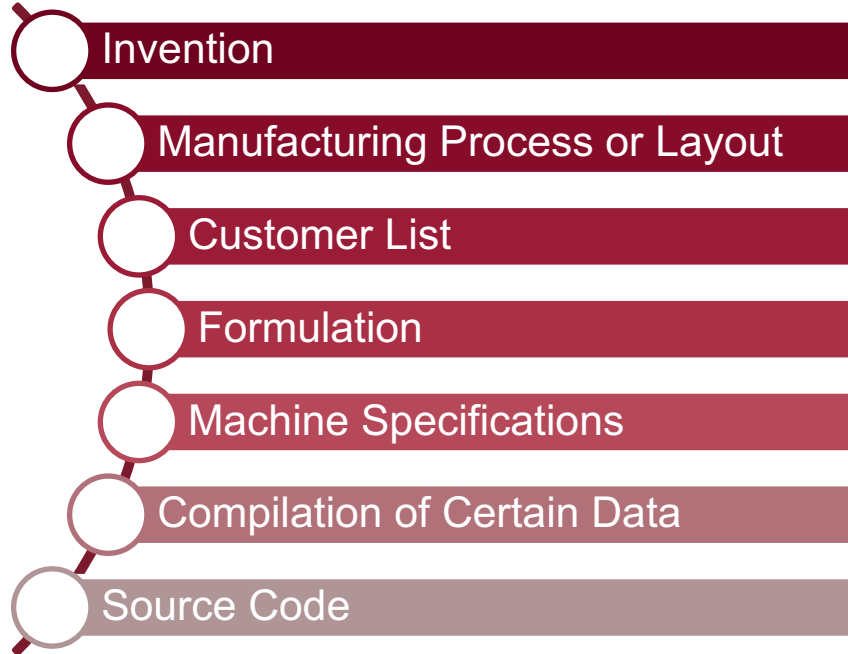 Invention
Manufacturing Process or Layout
Customer List
Formulation
Machine Specifications
Compilation of Certain Data
Source Code